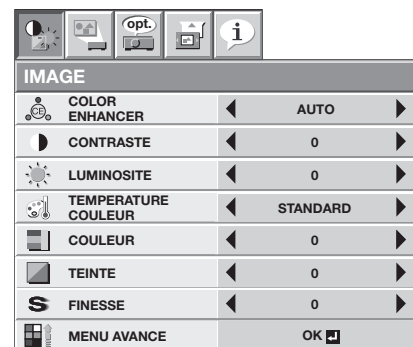 opt.
i
IMAGE
CE
COLOR
ENHANCER
AUTO
CONTRASTE
0
LUMINOSITE
0
TEMPERATURE
COULEUR
STANDARD
COULEUR
0
TEINTE
0
S
FINESSE
0
MENU AVANCE
OK